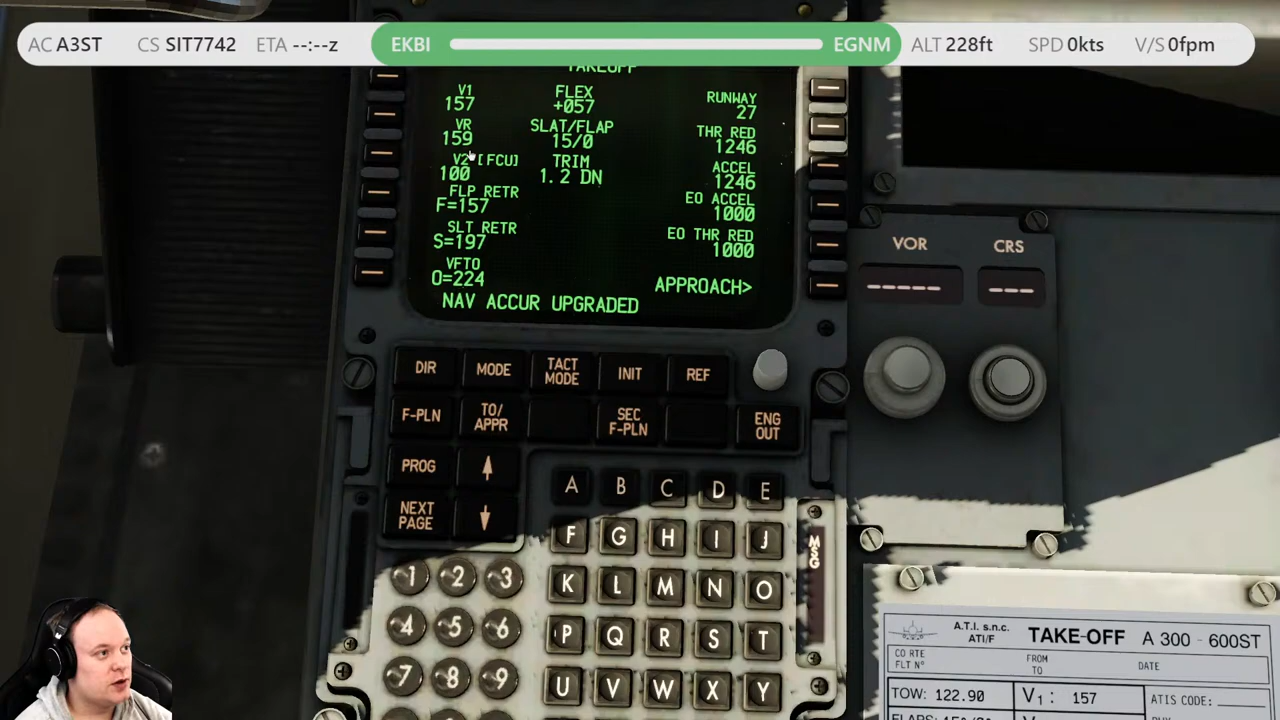 AC A3ST CS SIT7742 ETA --:--z EKBI EGNM ALT 228ft SPD 0kts V/S 0fpm
TAKEOFF
V1 FLEX RUNWAY
157 +057 27
VR SLAT/FLAP THR RED
159 15/0 1246
V2 [FCU] TRIM ACCEL
100 1.2 DN 1246
FLP RETR EO ACCEL
F=157 1000
SLT RETR EO THR RED
S=197 1000
VFTO
O=224 APPROACH>
NAV ACCUR UPGRADED
VOR CRS
----- ---
DIR MODE TACT MODE INIT REF
F-PLN TO/APPR SEC F-PLN ENG OUT
PROG
NEXT PAGE
A B C D E
F G H I J
K L M N O
P Q R S T
U V W X Y
1 2 3
4 5 6
7 8 9
MSG
A.T.I. s.n.c.
ATI/F
TAKE-OFF A 300 - 600ST
CO RTE FROM DATE
FLT Nº TO
TOW: 122.90 V1: 157 ATIS CODE: